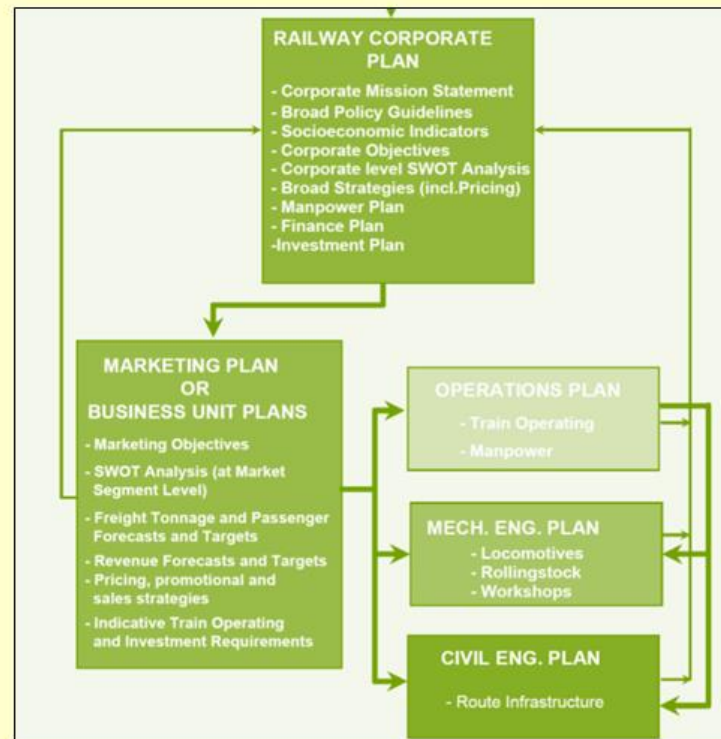 RAILWAY CORPORATE
PLAN
- Corporate Mission Statement
- Broad Policy Guidelines
- Socioeconomic Indicators
- Corporate Objectives
- Corporate level SWOT Analysis
- Broad Strategies (incl.Pricing)
- Manpower Plan
- Finance Plan
-Investment Plan
MARKETING PLAN
OR
BUSINESS UNIT PLANS
- Marketing Objectives
- SWOT Analysis (at Market
Segment Level)
- Freight Tonnage and Passenger
Forecasts and Targets
- Revenue Forecasts and Targets
- Pricing, promotional and
sales strategies
- Indicative Train Operating
and Investment Requirements
OPERATIONS PLAN
- Train Operating
- Manpower
MECH. ENG. PLAN
- Locomotives
- Rollingstock
- Workshops
CIVIL ENG. PLAN
- Route Infrastructure